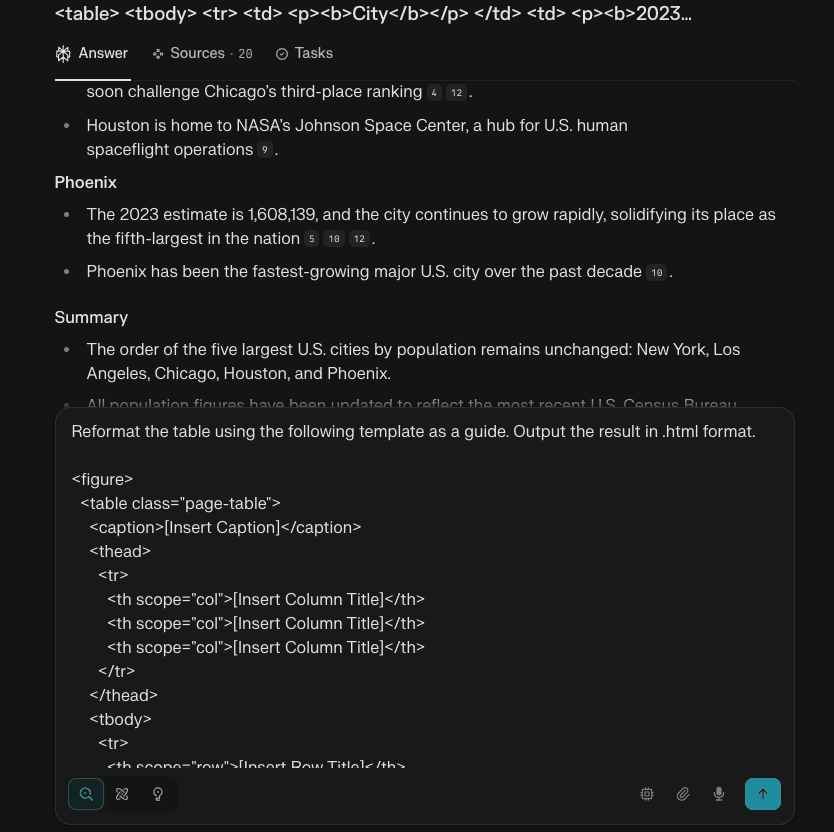 <table> <tbody> <tr> <td> <p><b>City</b></p> </td> <td> <p><b>2023...
Answer Sources · 20 Tasks
soon challenge Chicago's third-place ranking 4 12 .
• Houston is home to NASA's Johnson Space Center, a hub for U.S. human
spaceflight operations 9 .
Phoenix
• The 2023 estimate is 1,608,139, and the city continues to grow rapidly, solidifying its place as
the fifth-largest in the nation 5 10 12 .
• Phoenix has been the fastest-growing major U.S. city over the past decade 10 .
Summary
• The order of the five largest U.S. cities by population remains unchanged: New York, Los
Angeles, Chicago, Houston, and Phoenix.
• All population figures have been updated to reflect the most recent U.S. Census Bureau
Reformat the table using the following template as a guide. Output the result in .html format.
<figure>
<table class="page-table">
<caption>[Insert Caption]</caption>
<thead>
<tr>
<th scope="col">[Insert Column Title]</th>
<th scope="col">[Insert Column Title]</th>
<th scope="col">[Insert Column Title]</th>
</tr>
</thead>
<tbody>
<tr>
<th scope="row">[Insert Row Title]</th>